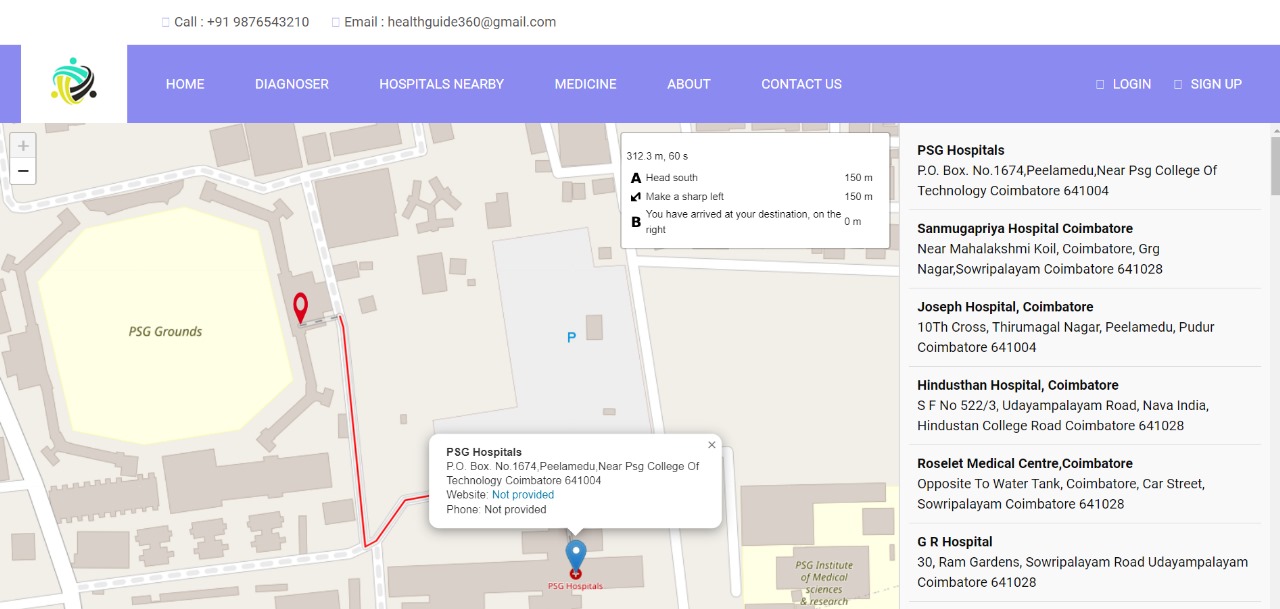 Call : +91 9876543210 Email : healthguide360@gmail.com
HOME DIAGNOSER HOSPITALS NEARBY MEDICINE ABOUT CONTACT US LOGIN SIGN UP
+
−
312.3 m, 60 s
A Head south 150 m
Make a sharp left 150 m
B You have arrived at your destination, on the
right 0 m
PSG Grounds
P
PSG Hospitals ×
P.O. Box. No.1674,Peelamedu,Near Psg College Of
Technology Coimbatore 641004
Website: Not provided
Phone: Not provided
PSG Hospitals
PSG Institute
of Medical
sciences
& research
PSG Hospitals
P.O. Box. No.1674,Peelamedu,Near Psg College Of
Technology Coimbatore 641004
Sanmugapriya Hospital Coimbatore
Near Mahalakshmi Koil, Coimbatore, Grg
Nagar,Sowripalayam Coimbatore 641028
Joseph Hospital, Coimbatore
10Th Cross, Thirumagal Nagar, Peelamedu, Pudur
Coimbatore 641004
Hindusthan Hospital, Coimbatore
S F No 522/3, Udayampalayam Road, Nava India,
Hindustan College Road Coimbatore 641028
Roselet Medical Centre,Coimbatore
Opposite To Water Tank, Coimbatore, Car Street,
Sowripalayam Coimbatore 641028
G R Hospital
30, Ram Gardens, Sowripalayam Road Udayampalayam
Coimbatore 641028